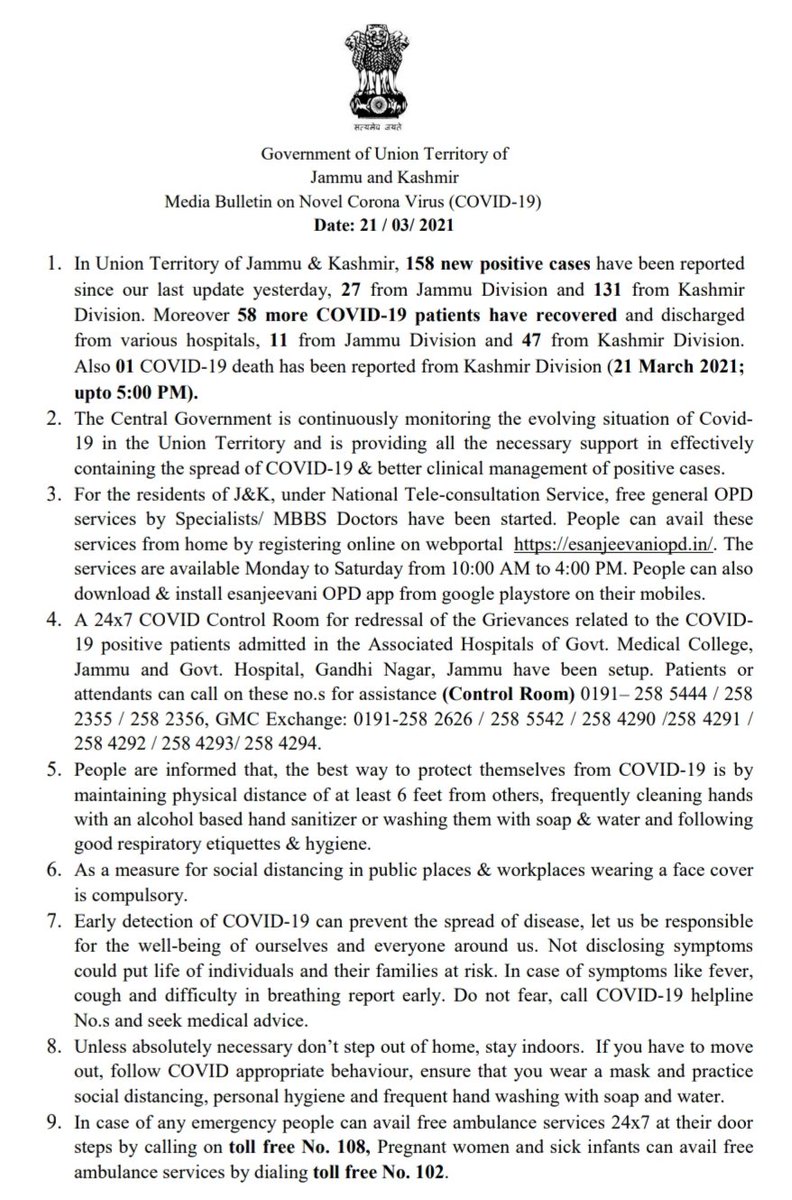 सत्यमेव जयते
Government of Union Territory of
Jammu and Kashmir
Media Bulletin on Novel Corona Virus (COVID-19)
Date: 21 / 03/ 2021
1. In Union Territory of Jammu & Kashmir, 158 new positive cases have been reported
since our last update yesterday, 27 from Jammu Division and 131 from Kashmir
Division. Moreover 58 more COVID-19 patients have recovered and discharged
from various hospitals, 11 from Jammu Division and 47 from Kashmir Division.
Also 01 COVID-19 death has been reported from Kashmir Division (21 March 2021;
upto 5:00 PM).
2. The Central Government is continuously monitoring the evolving situation of Covid-
19 in the Union Territory and is providing all the necessary support in effectively
containing the spread of COVID-19 & better clinical management of positive cases.
3. For the residents of J&K, under National Tele-consultation Service, free general OPD
services by Specialists/ MBBS Doctors have been started. People can avail these
services from home by registering online on webportal https://esanjeevaniopd.in/. The
services are available Monday to Saturday from 10:00 AM to 4:00 PM. People can also
download & install esanjeevani OPD app from google playstore on their mobiles.
4. A 24x7 COVID Control Room for redressal of the Grievances related to the COVID-
19 positive patients admitted in the Associated Hospitals of Govt. Medical College,
Jammu and Govt. Hospital, Gandhi Nagar, Jammu have been setup. Patients or
attendants can call on these no.s for assistance (Control Room) 0191– 258 5444 / 258
2355 / 258 2356, GMC Exchange: 0191-258 2626 / 258 5542 / 258 4290 /258 4291 /
258 4292 / 258 4293/ 258 4294.
5. People are informed that, the best way to protect themselves from COVID-19 is by
maintaining physical distance of at least 6 feet from others, frequently cleaning hands
with an alcohol based hand sanitizer or washing them with soap & water and following
good respiratory etiquettes & hygiene.
6. As a measure for social distancing in public places & workplaces wearing a face cover
is compulsory.
7. Early detection of COVID-19 can prevent the spread of disease, let us be responsible
for the well-being of ourselves and everyone around us. Not disclosing symptoms
could put life of individuals and their families at risk. In case of symptoms like fever,
cough and difficulty in breathing report early. Do not fear, call COVID-19 helpline
No.s and seek medical advice.
8. Unless absolutely necessary don’t step out of home, stay indoors. If you have to move
out, follow COVID appropriate behaviour, ensure that you wear a mask and practice
social distancing, personal hygiene and frequent hand washing with soap and water.
9. In case of any emergency people can avail free ambulance services 24x7 at their door
steps by calling on toll free No. 108, Pregnant women and sick infants can avail free
ambulance services by dialing toll free No. 102.